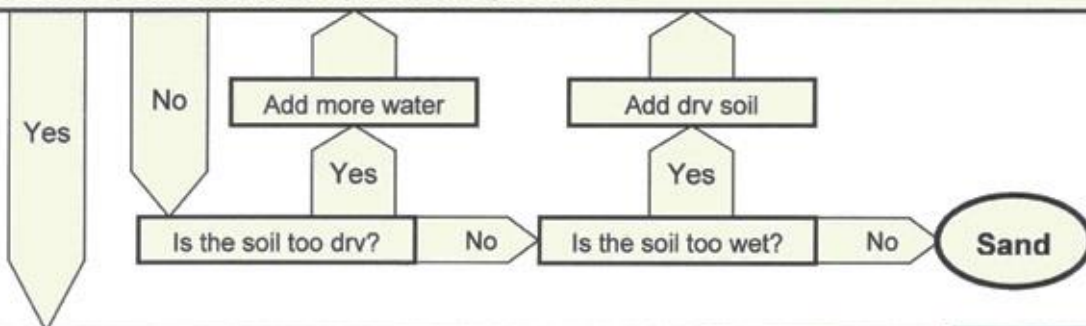 Yes
No
Add more water
Add drv soil
Yes
Yes
Is the soil too drv?
No
Is the soil too wet?
No
Sand